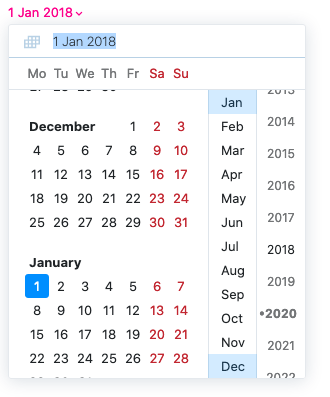 1 Jan 2018
1 Jan 2018
Mo Tu We Th Fr Sa Su
December 1 2 3
4 5 6 7 8 9 10
11 12 13 14 15 16 17
18 19 20 21 22 23 24
25 26 27 28 29 30 31
January
1 2 3 4 5 6 7
8 9 10 11 12 13 14
15 16 17 18 19 20 21
22 23 24 25 26 27 28
Jan
Feb
Mar
Apr
May
Jun
Jul
Aug
Sep
Oct
Nov
Dec
2013
2014
2015
2016
2017
2018
2019
•2020
2021
2022